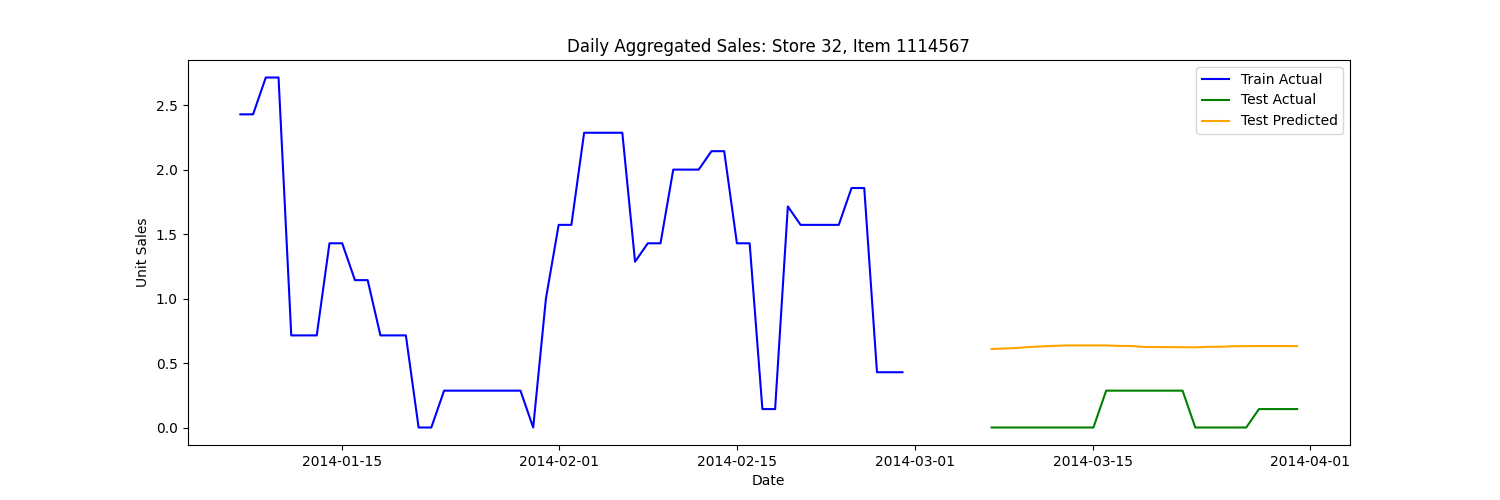 Daily Aggregated Sales: Store 32, Item 1114567
Train Actual
Test Actual
Test Predicted
Unit Sales
2.5
2.0
1.5
1.0
0.5
0.0
2014-01-15
2014-02-01
2014-02-15
2014-03-01
2014-03-15
2014-04-01
Date